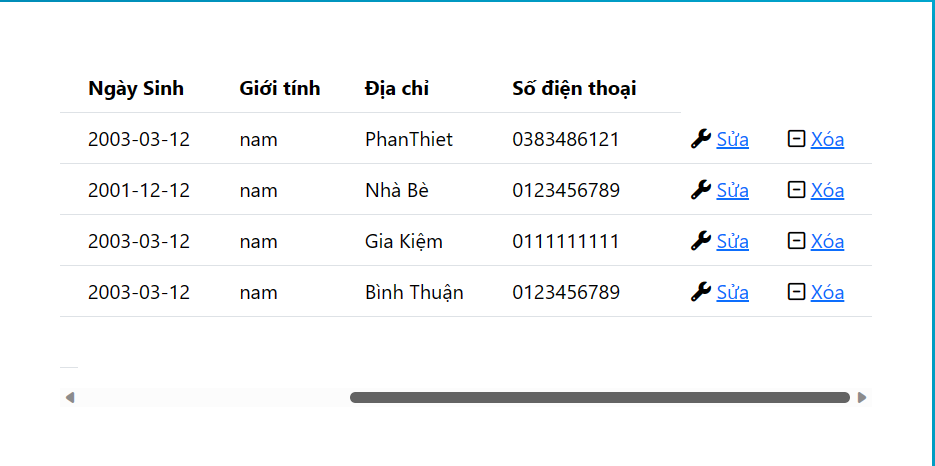 Ngày Sinh Giới tính Địa chỉ Số điện thoại
2003-03-12 nam PhanThiet 0383486121 Sửa Xóa
2001-12-12 nam Nhà Bè 0123456789 Sửa Xóa
2003-03-12 nam Gia Kiệm 0111111111 Sửa Xóa
2003-03-12 nam Bình Thuận 0123456789 Sửa Xóa